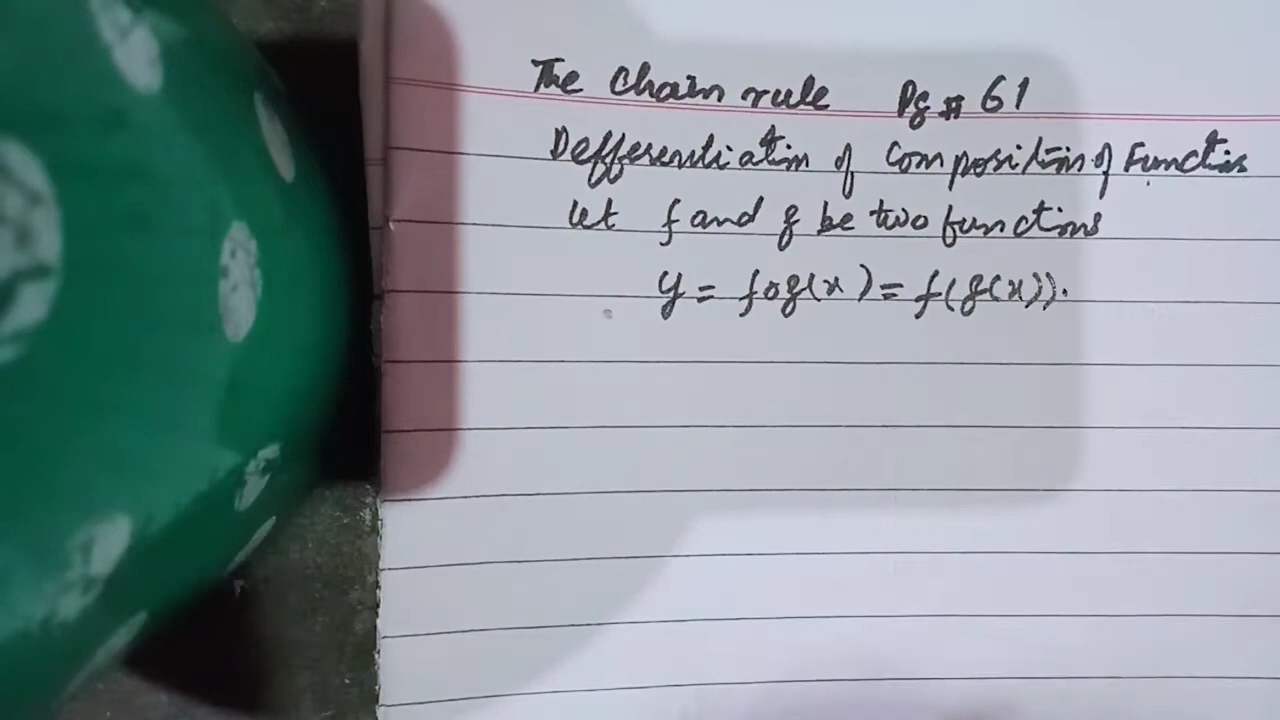 The Chain rule Pg # 61
Defferentiation of Composition of Functions
let f and g be two functions
y = fog(x) = f(g(x)).